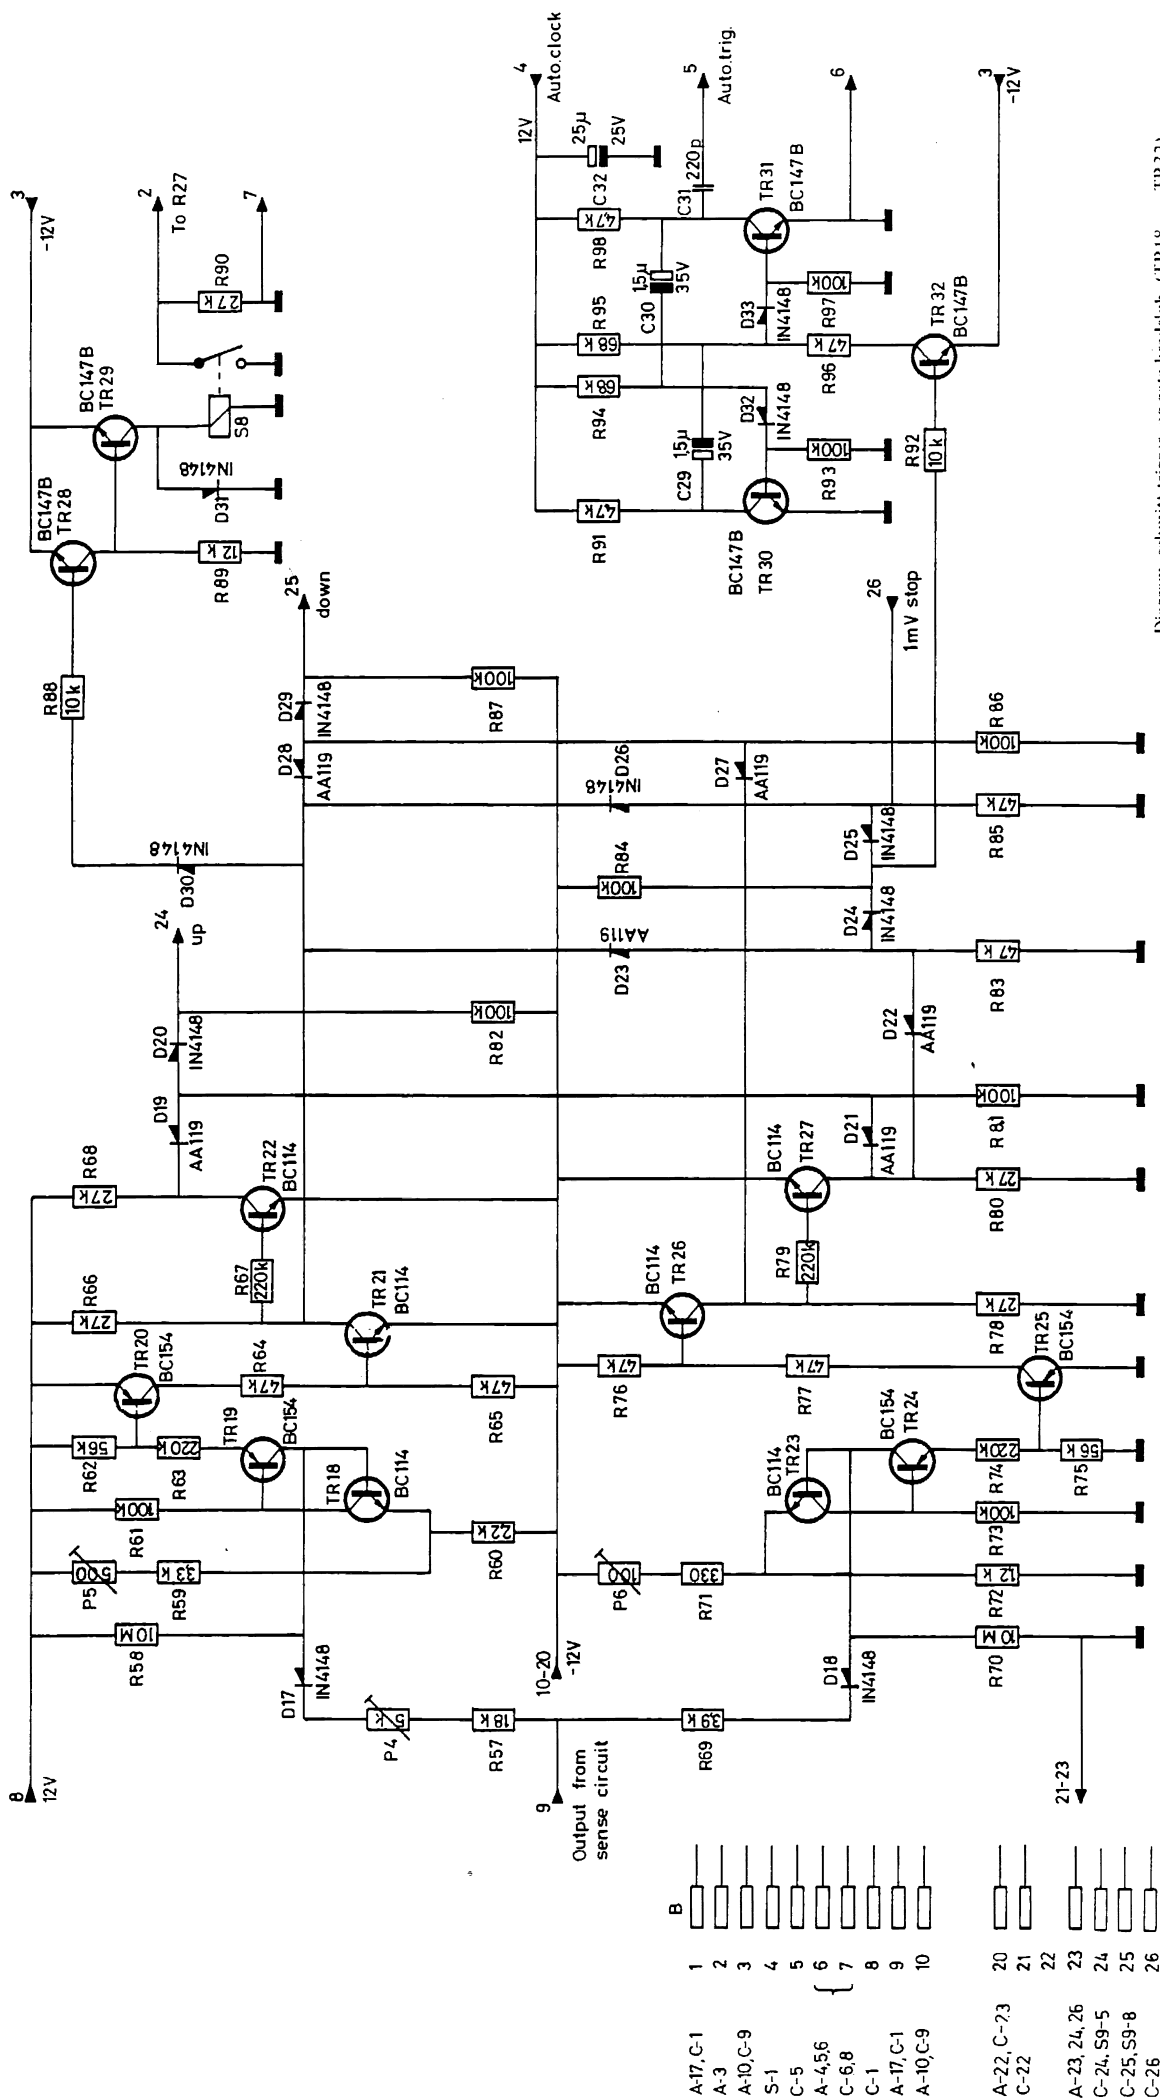 8
12V
P5
500
R58
10M
R59
3,3k
R61
100k
R62
56k
R63
220k
TR19
BC154
TR18
BC114
TR20
BC154
R64
47k
R66
27k
R67
220k
TR21
BC114
R68
27k
TR22
BC114
D19
AA119
D20
IN4148
24
up
R82
100k
D30
IN4148
R88
10k
BC147B
TR28
R89
12k
BC147B
TR29
IN4148
D31
S8
3
-12V
2
To R27
R90
27k
7
D17
IN4148
P4
5k
R57
18k
R60
2,2k
R65
47k
D28
AA119
D29
IN4148
25
down
R87
100k
10-20
-12V
9
Output from
sense circuit
R69
3,9k
D18
IN4148
P6
100
R71
330
R70
10M
R72
1,2k
R73
100k
BC114
TR23
BC154
TR24
R74
220k
R75
56k
TR25
BC154
R76
47k
R77
47k
R78
27k
BC114
TR26
R79
220k
BC114
TR27
R80
27k
D21
AA119
R81
100k
D22
AA119
D23
AA119
R83
47k
D24
IN4148
R84
100k
D25
IN4148
R85
47k
D26
IN4148
D27
AA119
R86
100k
26
1mV stop
21-23
4
12V
Auto.clock
R91
47k
R94
68k
R95
68k
R98
4,7k
C32
25µ
25V
C29
1,5µ
35V
C30
1,5µ
35V
C31
220p
5
Auto.trig.
BC147B
TR30
R93
100k
D32
IN4148
D33
IN4148
R97
100k
TR31
BC147B
6
R96
47k
R92
10k
TR32
BC147B
3
-12V
B
A-17, C-1 1
A-3 2
A-10, C-9 3
S-1 4
C-5 5
A-4,5,6 6
C-6,8 7
C-1 8
A-17, C-1 9
A-10, C-9 10
A-22, C-23 20
C-22 21
22
A-23, 24, 26 23
C-24, S9-5 24
C-25, S9-8 25
C-26 26